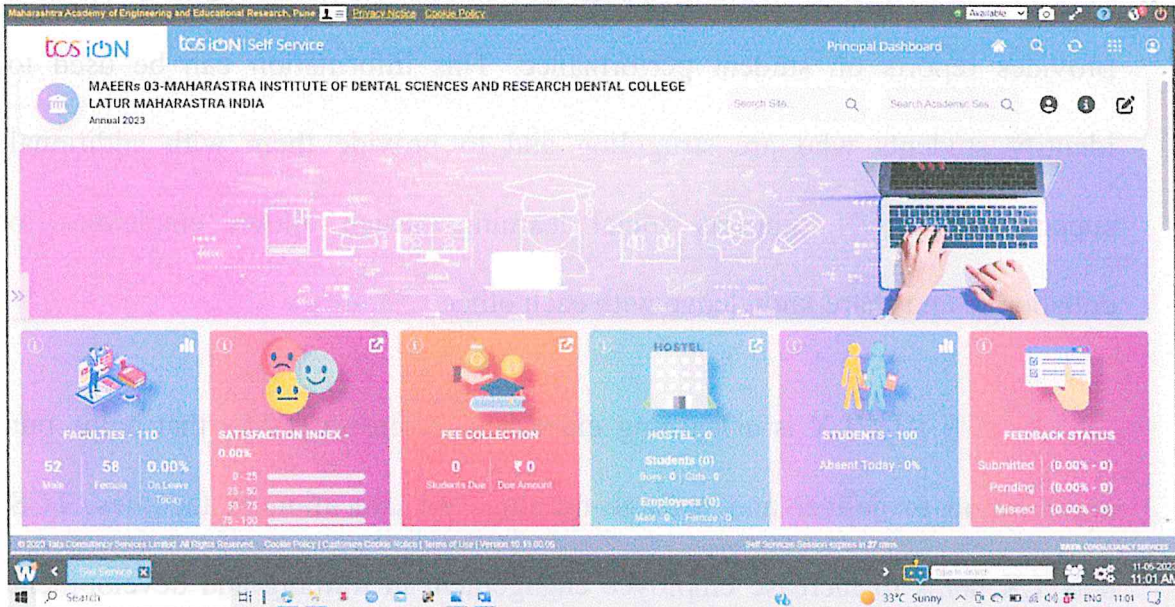 Maharashtra Academy of Engineering and Educational Research, Pune Privacy Notice Cookie Policy Available
tcs iON tcs iON | Self Service Principal Dashboard
MAEERs 03-MAHARASTRA INSTITUTE OF DENTAL SCIENCES AND RESEARCH DENTAL COLLEGE
LATUR MAHARASTRA INDIA
Annual 2023
Search Site... Search Academic Ses...
HOSTEL
FACULTIES - 110
52 Male
58 Female
0.00% On Leave Today
SATISFACTION INDEX - 0.00%
0 - 25
25 - 50
50 - 75
75 - 100
FEE COLLECTION
0 Students Due
₹ 0 Due Amount
HOSTEL - 0
Students (0)
Boys - 0 | Girls - 0
Employees (0)
Male - 0 | Female - 0
STUDENTS - 100
Absent Today - 0%
FEEDBACK STATUS
Submitted (0.00% - 0)
Pending (0.00% - 0)
Missed (0.00% - 0)
© 2023 Tata Consultancy Services Limited. All Rights Reserved. Cookie Policy | Customize Cookie Notice | Terms of Use | Version Self Services Session expires in 27 mins TATA CONSULTANCY SERVICES
Self Service 11-05-2023
11:01 AM
Search 33°C Sunny ENG 11:01